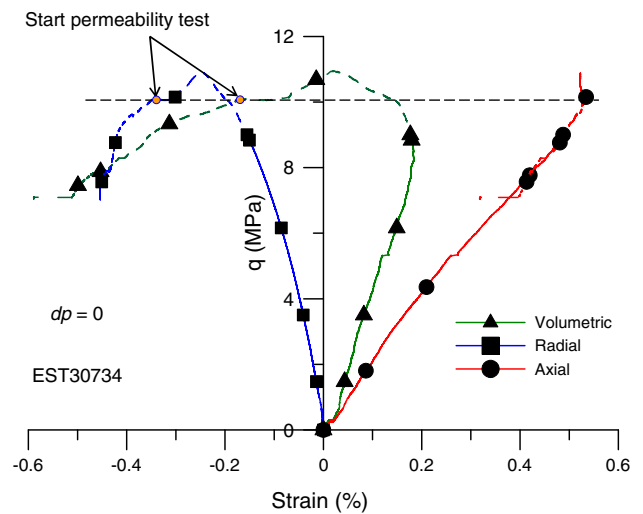 Start permeability test
12
8
q (MPa)
4
dp = 0
Volumetric
Radial
EST30734
Axial
0
-0.6
-0.4
-0.2
0
0.2
0.4
0.6
Strain (%)